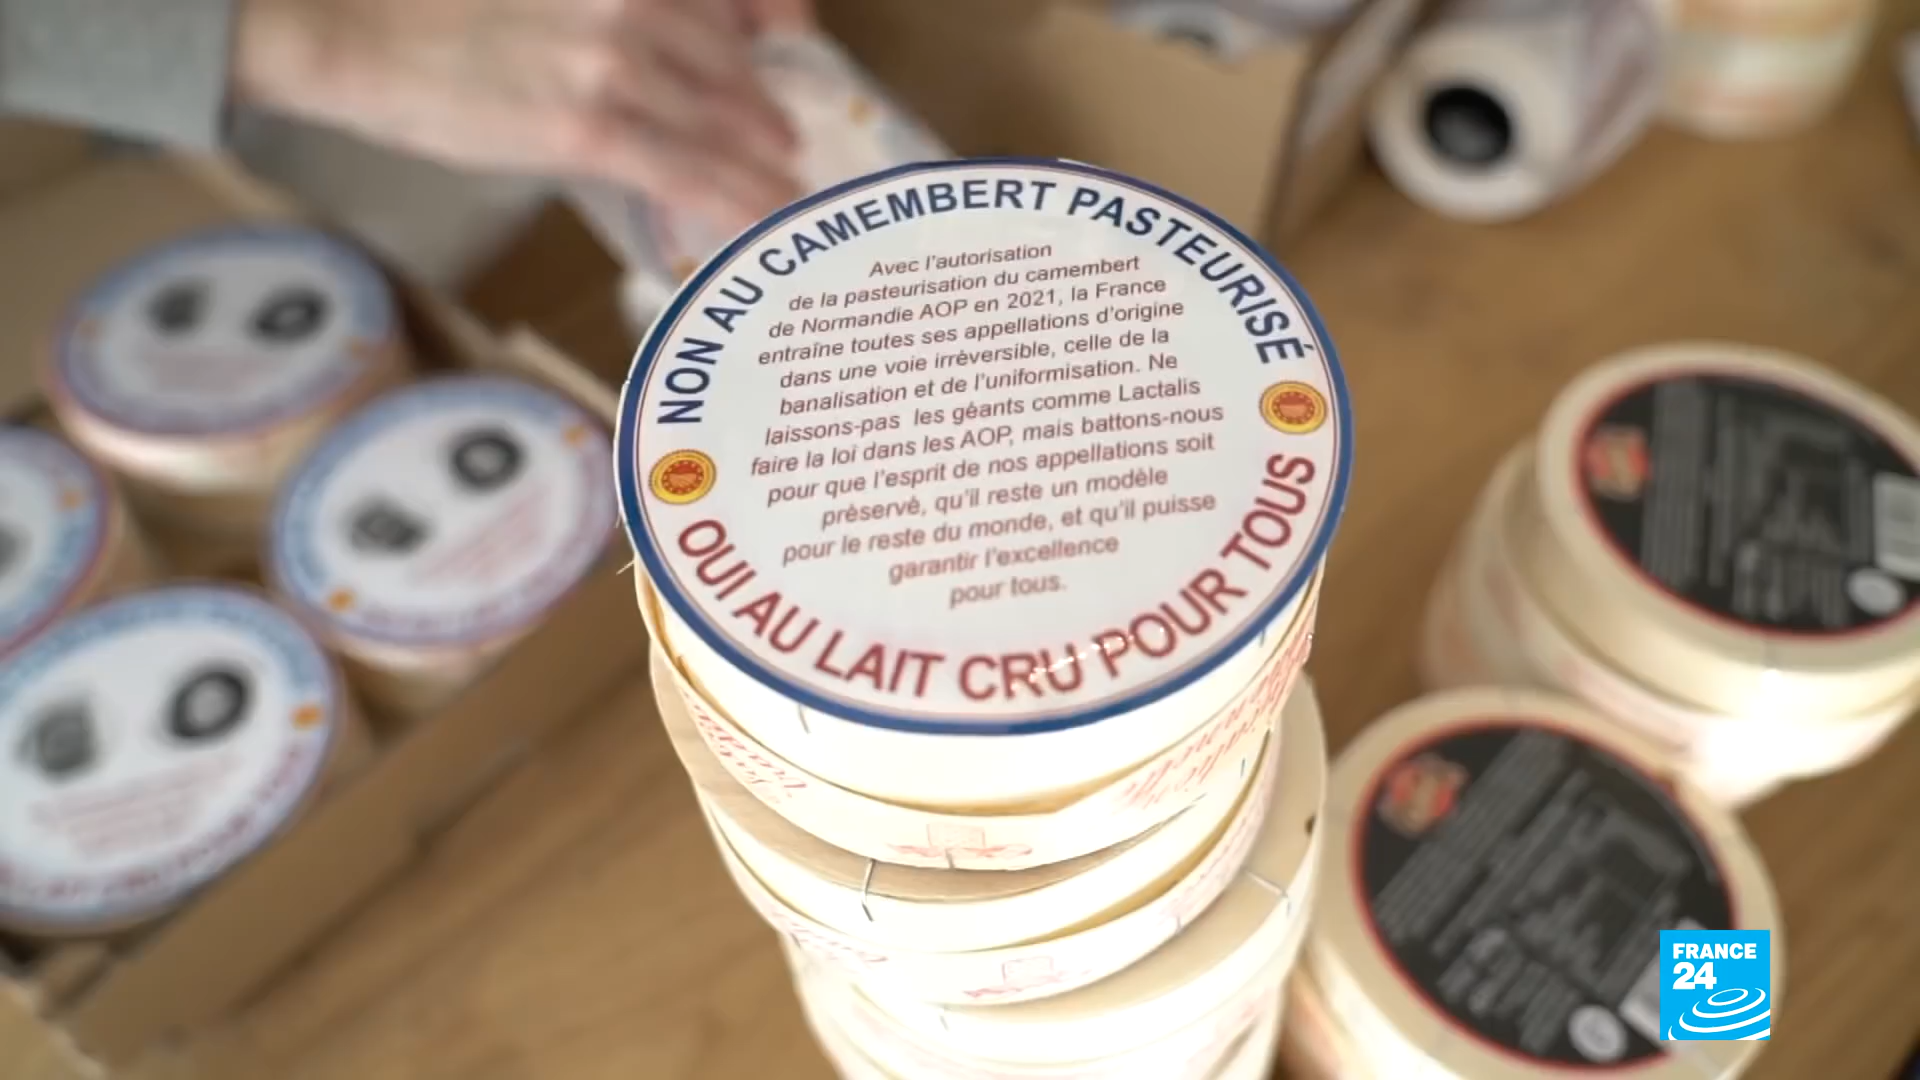 NON AU CAMEMBERT PASTEURISÉ
Avec l'autorisation
de la pasteurisation du camembert
de Normandie AOP en 2021, la France
entraîne toutes ses appellations d'origine
dans une voie irréversible, celle de la
banalisation et de l'uniformisation. Ne
laissons-pas les géants comme Lactalis
faire la loi dans les AOP, mais battons-nous
pour que l'esprit de nos appellations soit
préservé, qu'il reste un modèle
pour le reste du monde, et qu'il puisse
garantir l'excellence
pour tous.
OUI AU LAIT CRU POUR TOUS
FRANCE
24